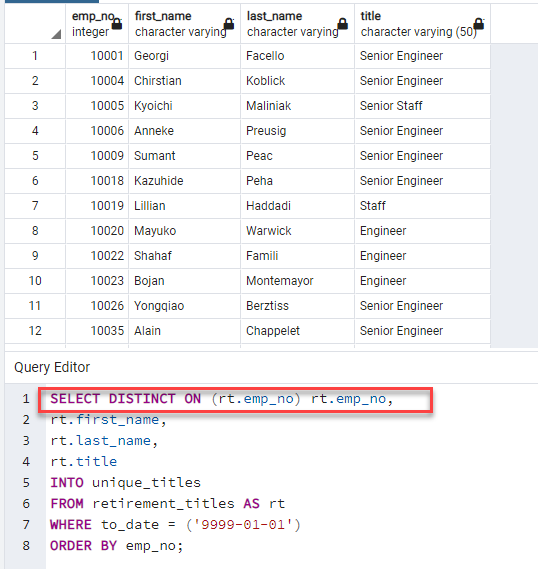 emp_no first_name last_name title
integer character varying character varying character varying (50)
1 10001 Georgi Facello Senior Engineer
2 10004 Chirstian Koblick Senior Engineer
3 10005 Kyoichi Maliniak Senior Staff
4 10006 Anneke Preusig Senior Engineer
5 10009 Sumant Peac Senior Engineer
6 10018 Kazuhide Peha Senior Engineer
7 10019 Lillian Haddadi Staff
8 10020 Mayuko Warwick Engineer
9 10022 Shahaf Famili Engineer
10 10023 Bojan Montemayor Engineer
11 10026 Yongqiao Berztiss Senior Engineer
12 10035 Alain Chappelet Senior Engineer
Query Editor
1 SELECT DISTINCT ON (rt.emp_no) rt.emp_no,
2 rt.first_name,
3 rt.last_name,
4 rt.title
5 INTO unique_titles
6 FROM retirement_titles AS rt
7 WHERE to_date = ('9999-01-01')
8 ORDER BY emp_no;